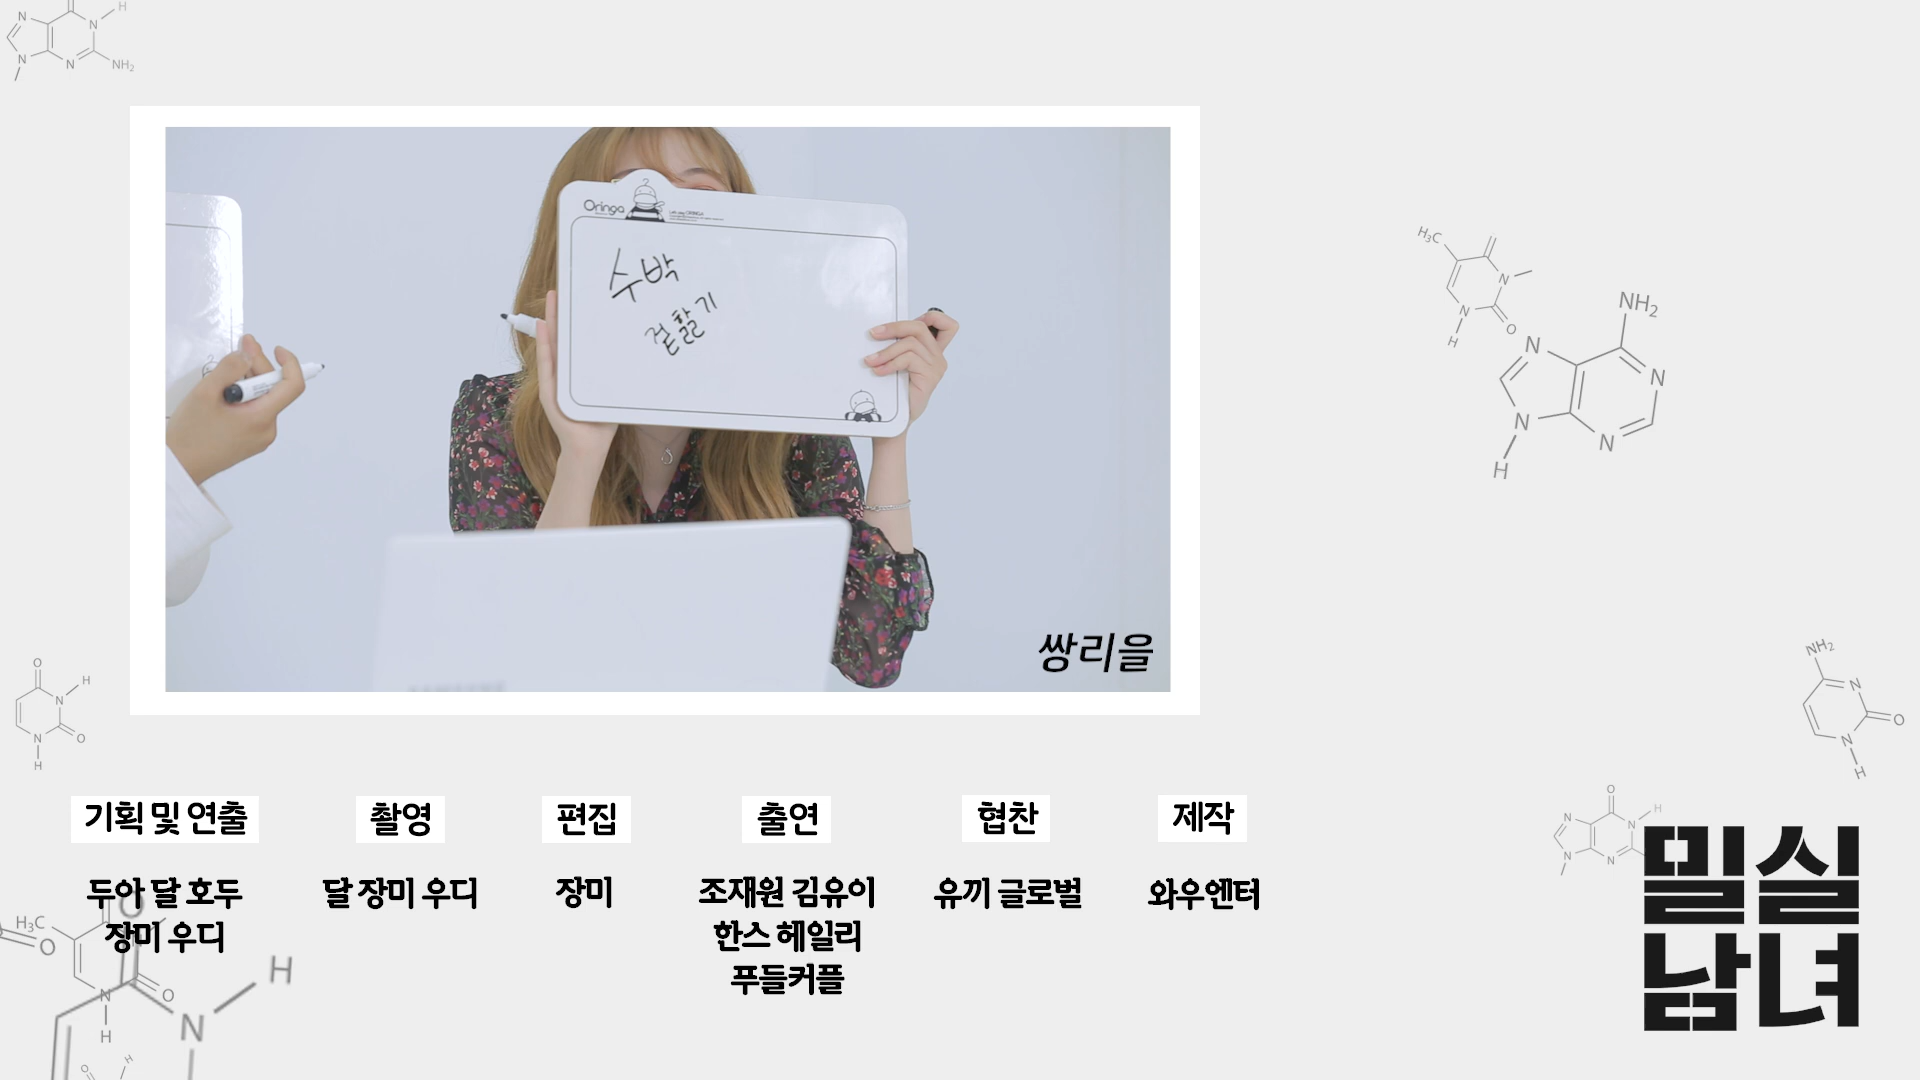 Oringa
수박
겉할기
쌍리을
기획 및 연출
두아 달 호두
장미 우디
촬영
달 장미 우디
편집
장미
출연
조재원 김유이
한스 헤일리
푸들커플
협찬
유끼 글로벌
제작
와우엔터
밀실
남녀